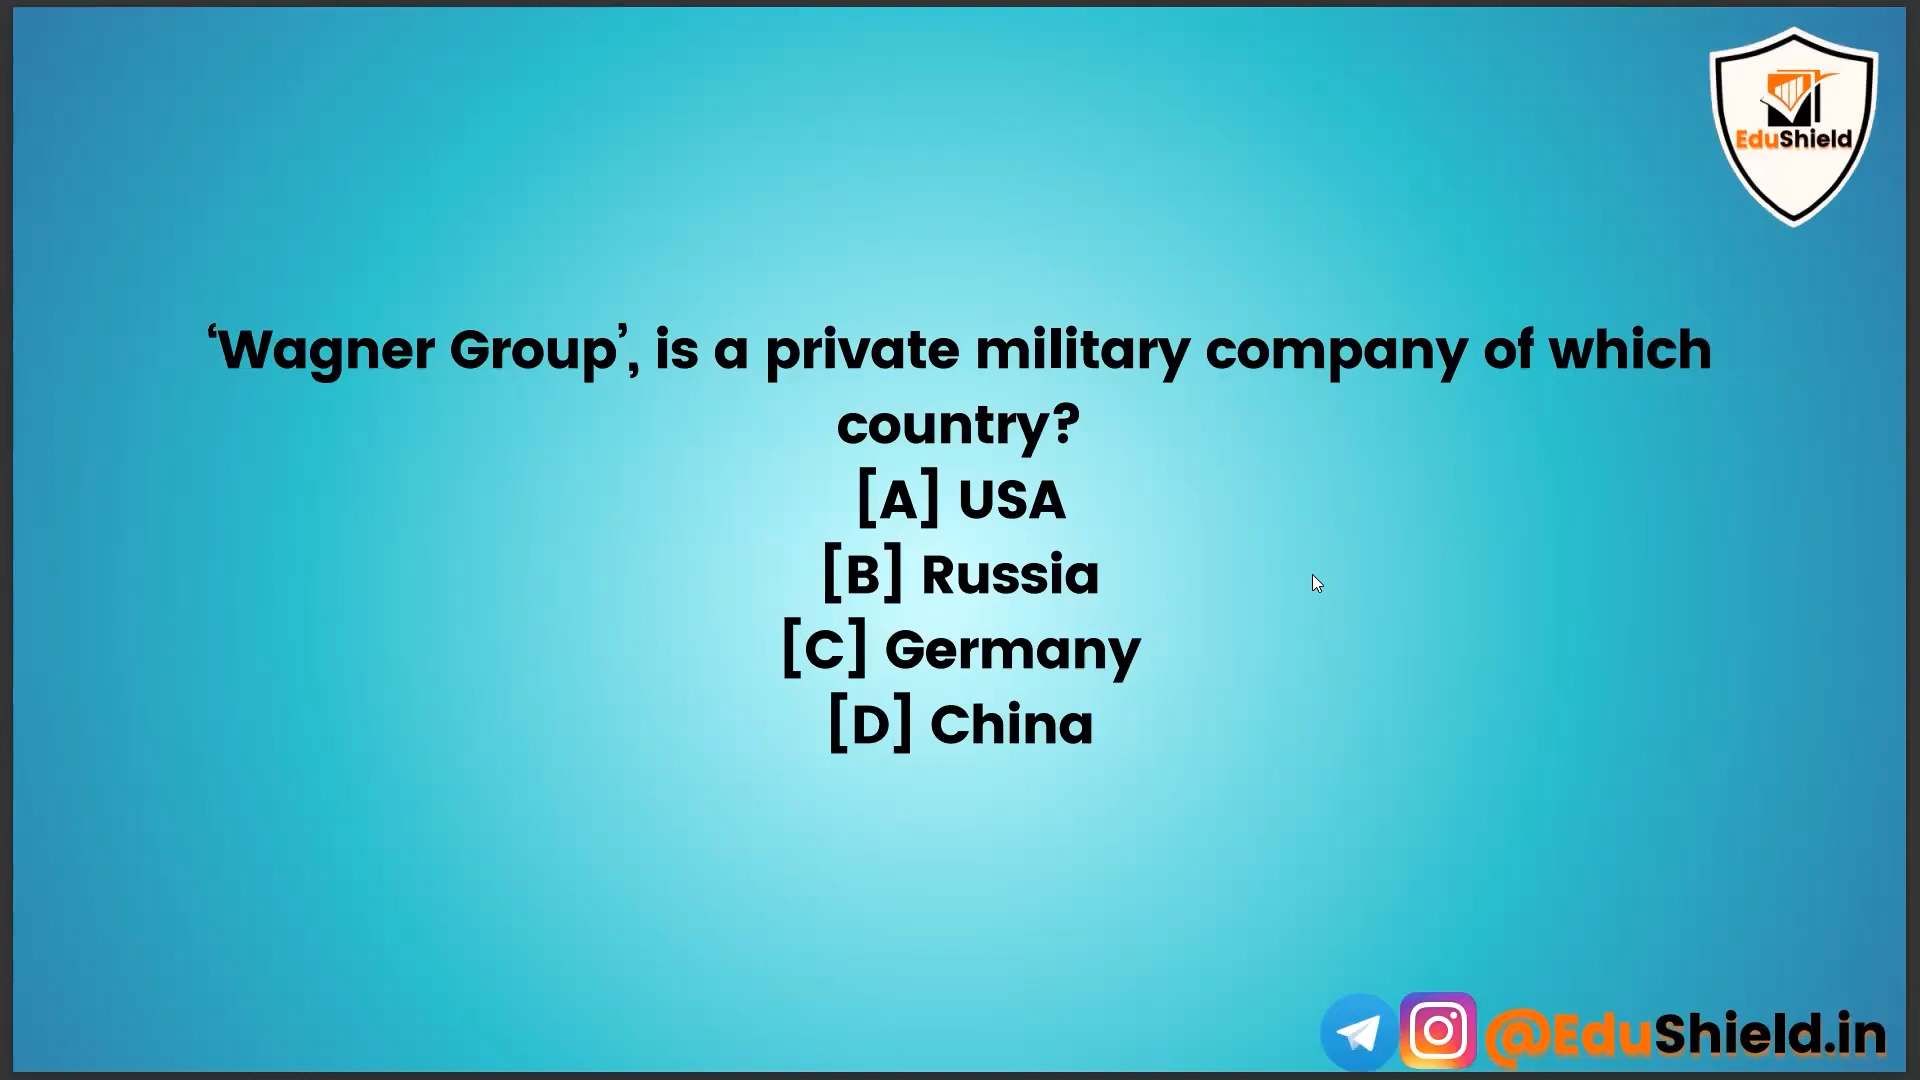 EduShield
‘Wagner Group’, is a private military company of which
country?
[A] USA
[B] Russia
[C] Germany
[D] China
@EduShield.in